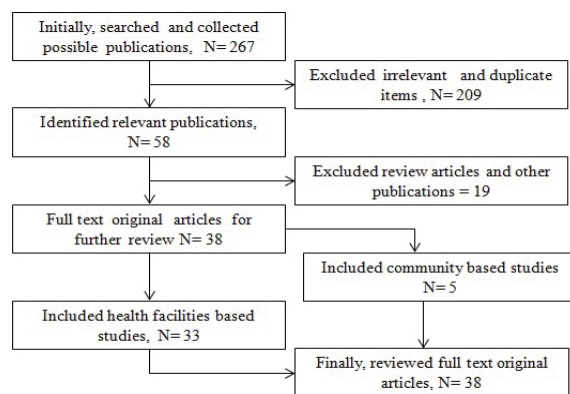 Initially, searched and collected
possible publications, N= 267
Excluded irrelevant and duplicate
items , N= 209
Identified relevant publications,
N= 58
Excluded review articles and other
publications = 19
Full text original articles for
further review N= 38
Included community based studies
N= 5
Included health facilities based
studies, N= 33
Finally, reviewed full text original
articles, N= 38